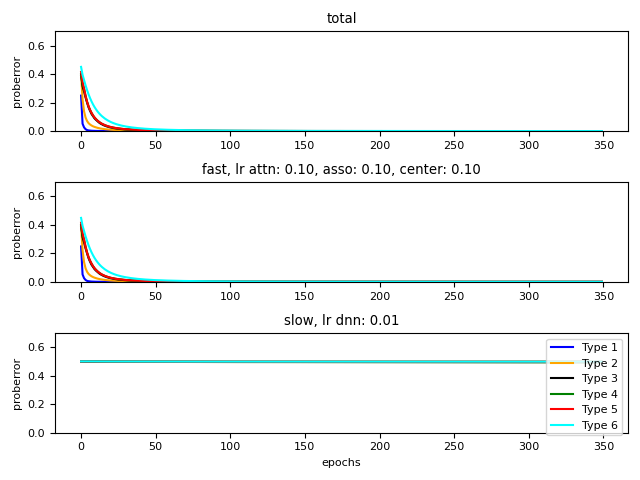 total
proberror
0.6
0.4
0.2
0.0
0 50 100 150 200 250 300 350
fast, lr attn: 0.10, asso: 0.10, center: 0.10
proberror
0.6
0.4
0.2
0.0
0 50 100 150 200 250 300 350
slow, lr dnn: 0.01
proberror
0.6
0.4
0.2
0.0
0 50 100 150 200 250 300 350
epochs
Type 1
Type 2
Type 3
Type 4
Type 5
Type 6